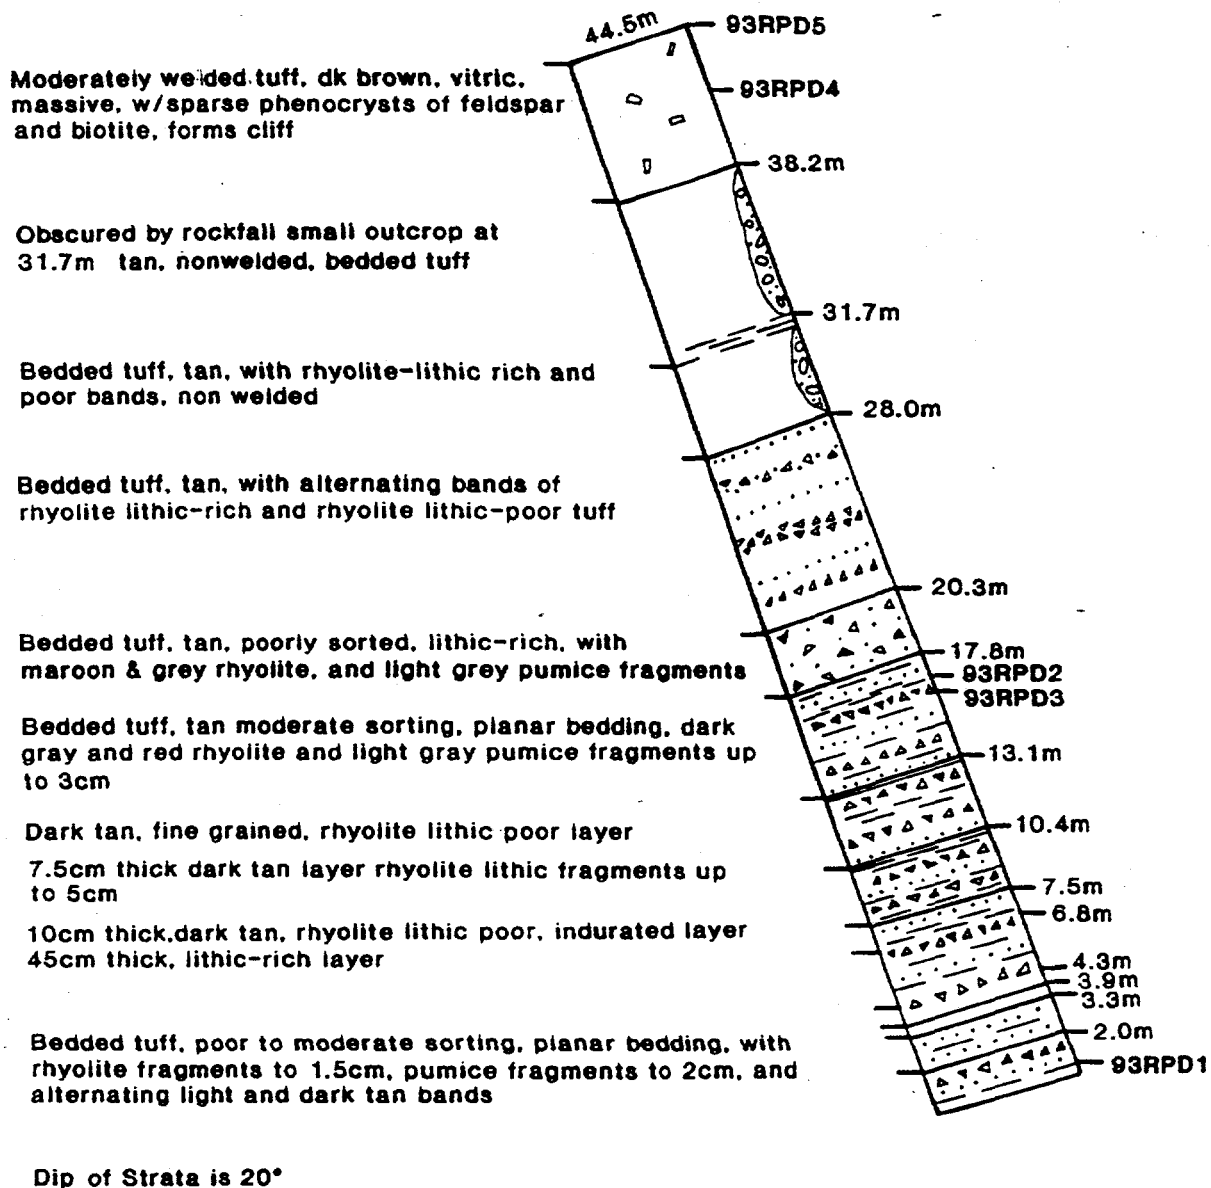 44.5m
93RPD5
Moderately welded tuff, dk brown, vitric,
massive, w/sparse phenocrysts of feldspar
and biotite, forms cliff
93RPD4
38.2m
Obscured by rockfall small outcrop at
31.7m tan, nonwelded, bedded tuff
31.7m
Bedded tuff, tan, with rhyolite-lithic rich and
poor bands, non welded
28.0m
Bedded tuff, tan, with alternating bands of
rhyolite lithic-rich and rhyolite lithic-poor tuff
20.3m
Bedded tuff, tan, poorly sorted, lithic-rich, with
maroon & grey rhyolite, and light grey pumice fragments
17.8m
93RPD2
93RPD3
Bedded tuff, tan moderate sorting, planar bedding, dark
gray and red rhyolite and light gray pumice fragments up
to 3cm
13.1m
Dark tan, fine grained, rhyolite lithic poor layer
10.4m
7.5cm thick dark tan layer rhyolite lithic fragments up
to 5cm
7.5m
6.8m
10cm thick.dark tan, rhyolite lithic poor, indurated layer
45cm thick, lithic-rich layer
4.3m
3.9m
3.3m
2.0m
Bedded tuff, poor to moderate sorting, planar bedding, with
rhyolite fragments to 1.5cm, pumice fragments to 2cm, and
alternating light and dark tan bands
93RPD1
Dip of Strata is 20°